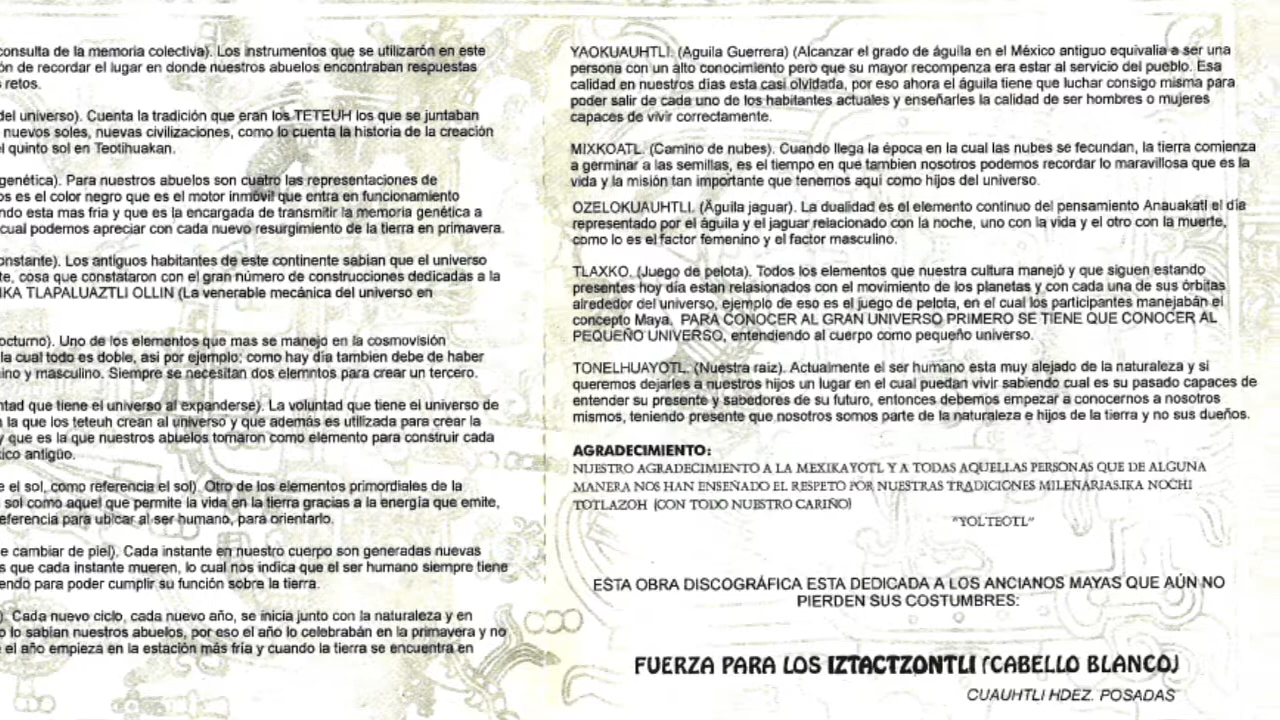 consulta de la memoria colectiva). Los instrumentos que se utilizarón en este
ón de recordar el lugar en donde nuestros abuelos encontraban respuestas
s retos.
del universo). Cuenta la tradición que eran los TETEUH los que se juntaban
nuevos soles, nuevas civilizaciones, como lo cuenta la historia de la creación
el quinto sol en Teotihuakan.
genética). Para nuestros abuelos son cuatro las representaciones de
os es el color negro que es el motor inmóvil que entra en funcionamiento
ndo esta mas fria y que es la encargada de transmitir la memoria genética a
cual podemos apreciar con cada nuevo resurgimiento de la tierra en primavera.
onstante). Los antiguos habitantes de este continente sabian que el universo
te, cosa que constataron con el gran número de construcciones dedicadas a la
IKA TLAPALUAZTLI OLLIN (La venerable mecánica del universo en
octurno). Uno de los elementos que mas se manejo en la cosmovisión
la cual todo es doble, asi por ejemplo; como hay día tambien debe de haber
ino y masculino. Siempre se necesitan dos elemntos para crear un tercero.
ntad que tiene el universo al expanderse). La voluntad que tiene el universo de
n la que los teteuh crean al universo y que además es utilizada para crear la
y que es la que nuestros abuelos tomaron como elemento para construir cada
ico antigüo.
e el sol, como referencia el sol). Otro de los elementos primordiales de la
sol como aquel que permite la vida en la tierra gracias a la energía que emite,
eferencia para ubicar al ser humano, para orientarlo.
e cambiar de piel). Cada instante en nuestro cuerpo son generadas nuevas
s que cada instante mueren, lo cual nos indica que el ser humano siempre tiene
endo para poder cumplir su función sobre la tierra.
). Cada nuevo ciclo, cada nuevo año, se inicia junto con la naturaleza y en
o lo sabian nuestros abuelos, por eso el año lo celebrabán en la primavera y no
e el año empieza en la estación más fría y cuando la tierra se encuentra en
YAOKUAUHTLI. (Aguila Guerrera) (Alcanzar el grado de águila en el México antiguo equivalia a ser una
persona con un alto conocimiento pero que su mayor recompenza era estar al servicio del pueblo. Esa
calidad en nuestros dias esta casi olvidada, por eso ahora el águila tiene que luchar consigo misma para
poder salir de cada uno de los habitantes actuales y enseñarles la calidad de ser hombres o mujeres
capaces de vivir correctamente.
MIXKOATL. (Camino de nubes). Cuando llega la época en la cual las nubes se fecundan, la tierra comienza
a germinar a las semillas, es el tiempo en que tambien nosotros podemos recordar lo maravillosa que es la
vida y la misión tan importante que tenemos aquí como hijos del universo.
OZELOKUAUHTLI. (Águila jaguar). La dualidad es el elemento continuo del pensamiento Anauakatl el día
representado por el águila y el jaguar relacionado con la noche, uno con la vida y el otro con la muerte,
como lo es el factor femenino y el factor masculino.
TLAXKO. (Juego de pelota). Todos los elementos que nuestra cultura manejó y que siguen estando
presentes hoy día estan relasionados con el movimiento de los planetas y con cada una de sus órbitas
alrededor del universo, ejemplo de eso es el juego de pelota, en el cual los participantes manejabán el
concepto Maya, PARA CONOCER AL GRAN UNIVERSO PRIMERO SE TIENE QUE CONOCER AL
PEQUEÑO UNIVERSO, entendiendo al cuerpo como pequeño universo.
TONELHUAYOTL. (Nuestra raiz). Actualmente el ser humano esta muy alejado de la naturaleza y si
queremos dejarles a nuestros hijos un lugar en el cual puedan vivir sabiendo cual es su pasado capaces de
entender su presente y sabedores de su futuro, entonces debemos empezar a conocernos a nosotros
mismos, teniendo presente que nosotros somos parte de la naturaleza e hijos de la tierra y no sus dueños.
AGRADECIMIENTO:
NUESTRO AGRADECIMIENTO A LA MEXIKAYOTL Y A TODAS AQUELLAS PERSONAS QUE DE ALGUNA
MANERA NOS HAN ENSEÑADO EL RESPETO POR NUESTRAS TRADICIONES MILENARIAS.IKA NOCHI
TOTLAZOH (CON TODO NUESTRO CARIÑO)
"YOLTEOTL"
ESTA OBRA DISCOGRÁFICA ESTA DEDICADA A LOS ANCIANOS MAYAS QUE AÚN NO
PIERDEN SUS COSTUMBRES:
FUERZA PARA LOS IZTACTZONTLI (CABELLO BLANCO)
CUAUHTLI HDEZ. POSADAS